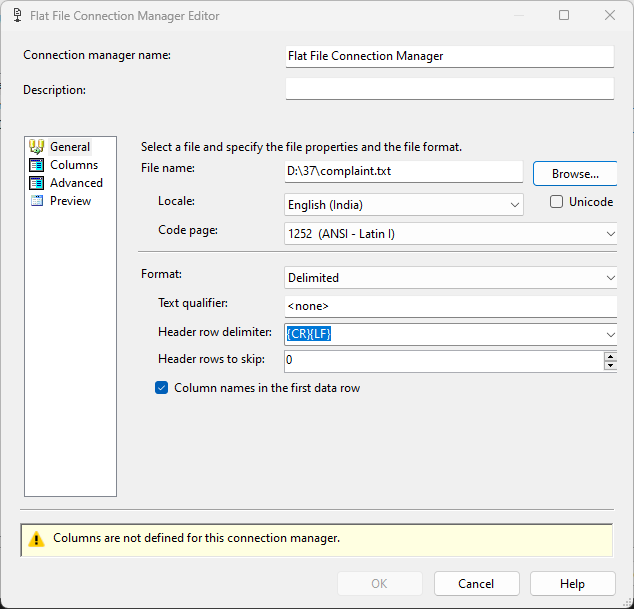 Flat File Connection Manager Editor
Connection manager name: Flat File Connection Manager
Description:
General
Columns
Advanced
Preview
Select a file and specify the file properties and the file format.
File name: D:\37\complaint.txt Browse...
Locale: English (India) Unicode
Code page: 1252 (ANSI - Latin I)
Format: Delimited
Text qualifier: <none>
Header row delimiter: {CR}{LF}
Header rows to skip: 0
Column names in the first data row
Columns are not defined for this connection manager.
OK Cancel Help